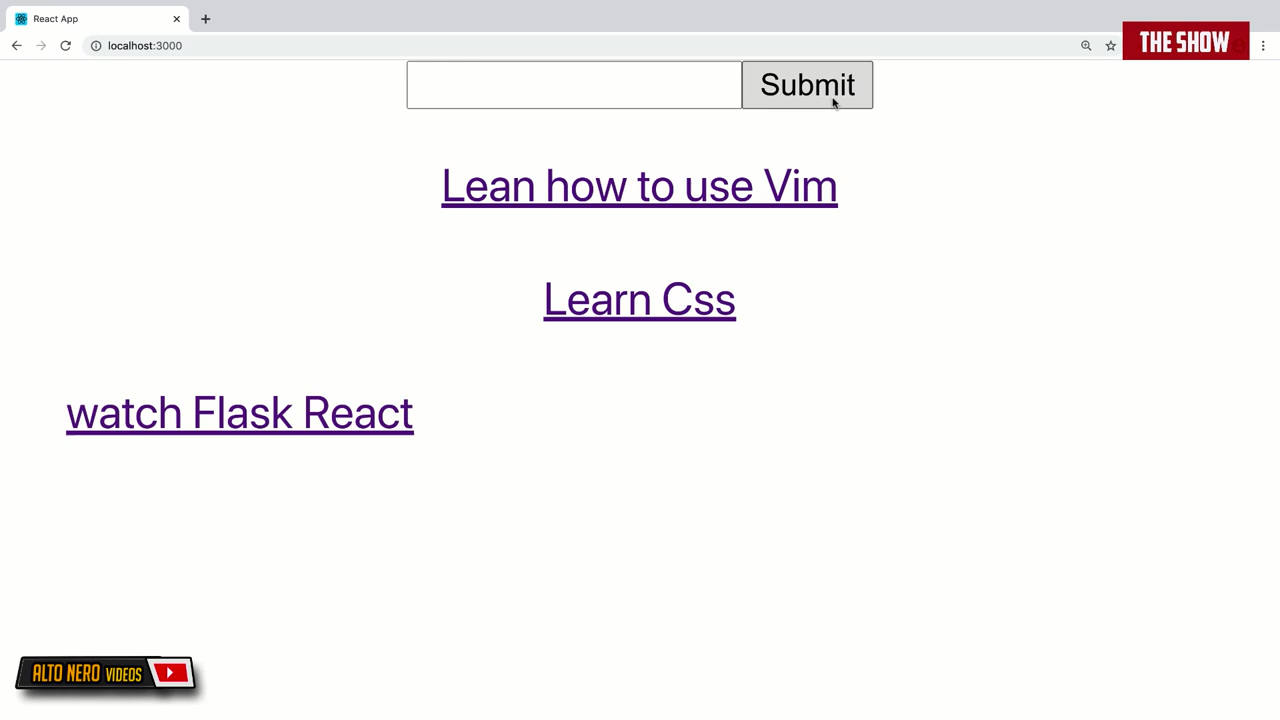 React App
localhost:3000
THE SHOW
Submit
Lean how to use Vim
Learn Css
watch Flask React
ALTO NERO VIDEOS